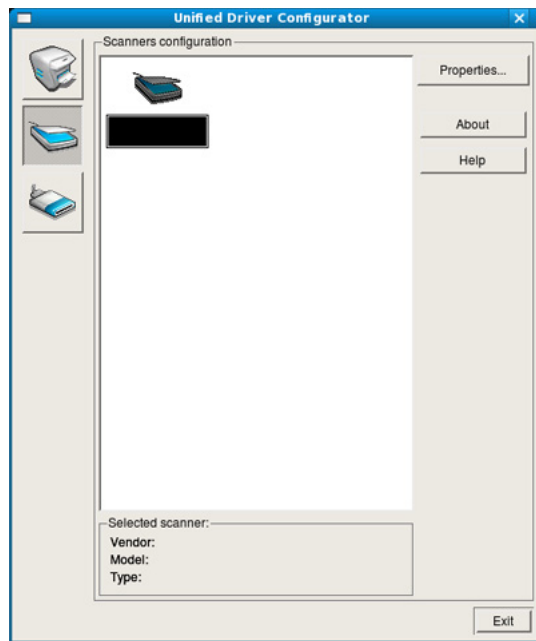 Unified Driver Configurator
Scanners configuration
Properties...
About
Help
Selected scanner:
Vendor:
Model:
Type:
Exit